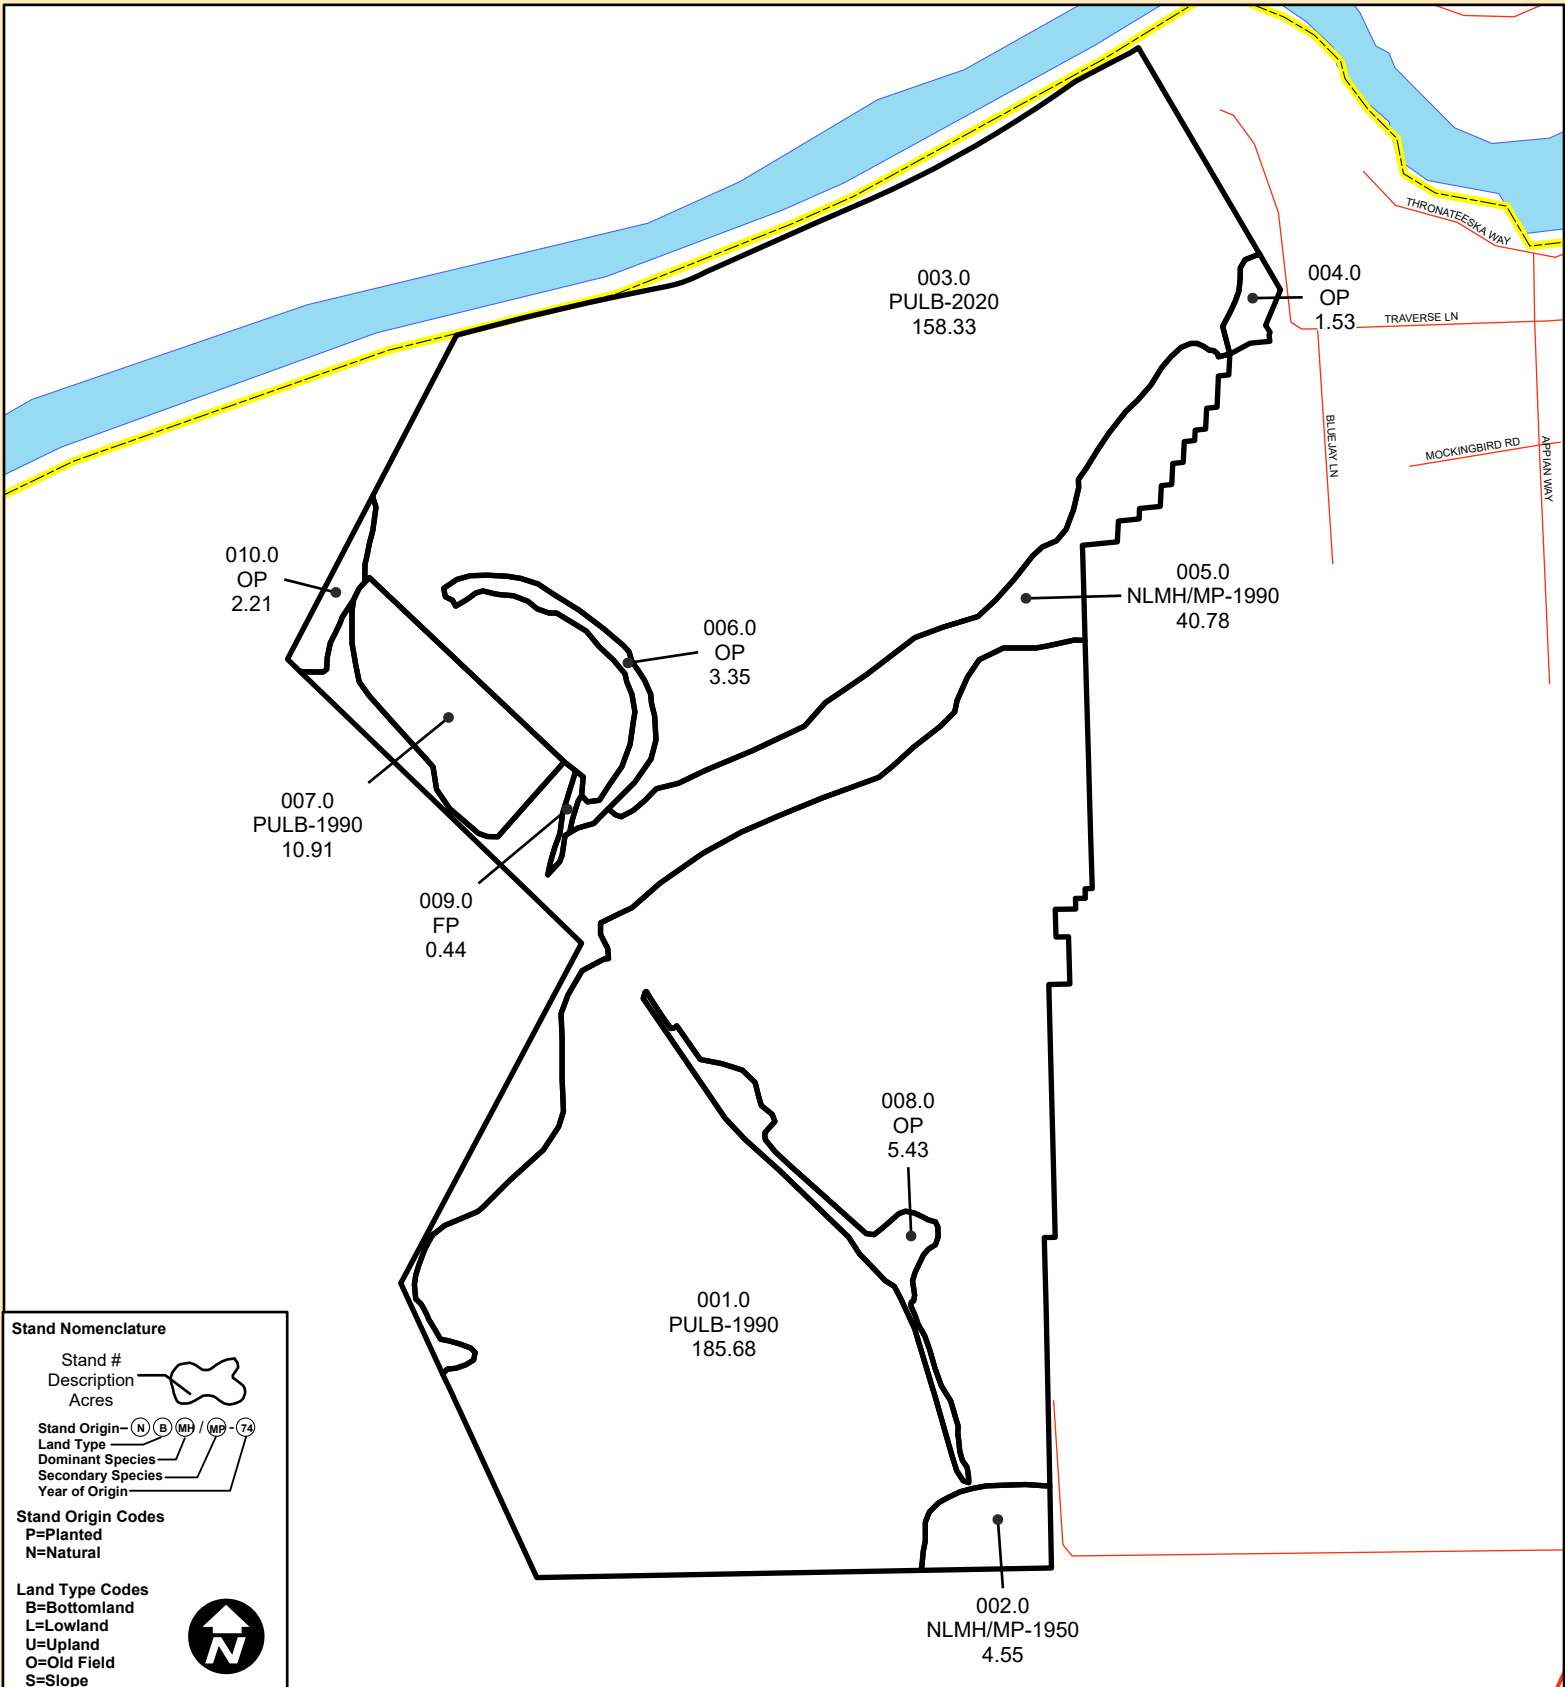 THRONATEESKA WAY
003.0
PULB-2020
158.33
004.0
OP
1.53
TRAVERSE LN
BLUEJAY LN
MOCKINGBIRD RD
APPIAN WAY
010.0
OP
2.21
005.0
NLMH/MP-1990
40.78
006.0
OP
3.35
007.0
PULB-1990
10.91
009.0
FP
0.44
008.0
OP
5.43
001.0
PULB-1990
185.68
002.0
NLMH/MP-1950
4.55
Stand Nomenclature
Stand #
Description
Acres
Stand Origin- N B MH / MP - 74
Land Type
Dominant Species
Secondary Species
Year of Origin
Stand Origin Codes
P=Planted
N=Natural
Land Type Codes
B=Bottomland
L=Lowland
U=Upland
O=Old Field
S=Slope
N